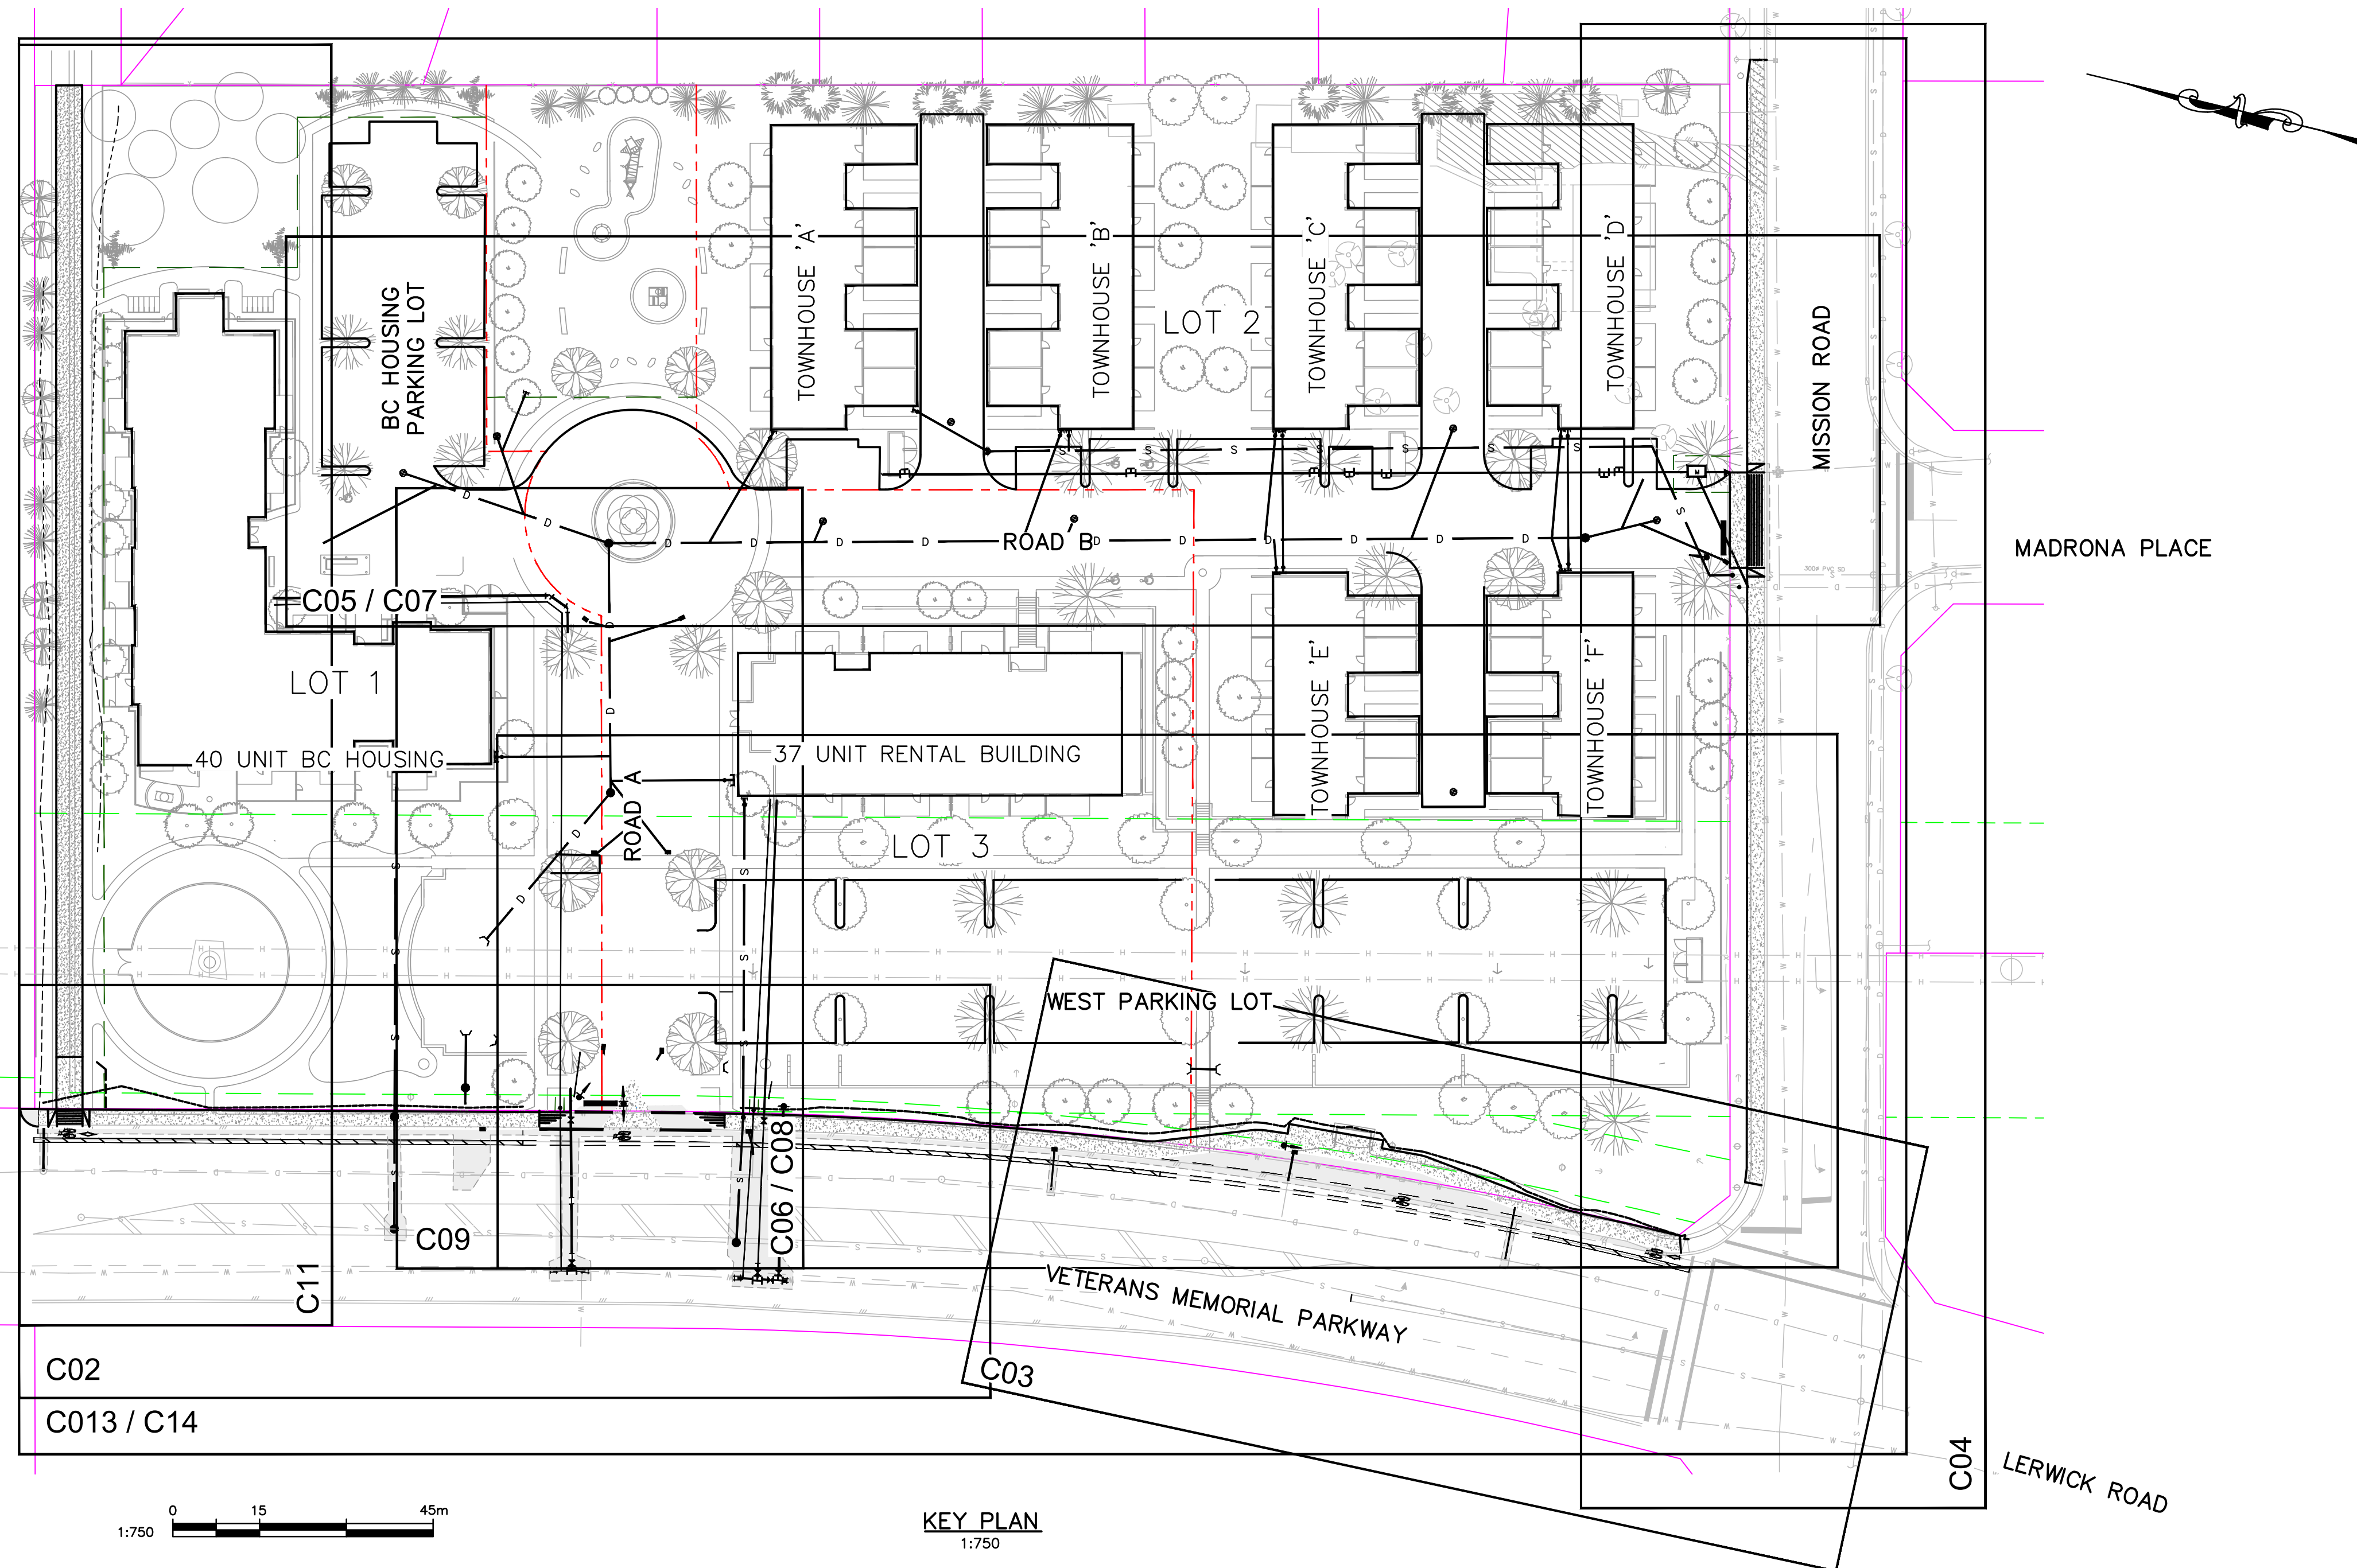 TOWNHOUSE 'A'
TOWNHOUSE 'B'
TOWNHOUSE 'C'
TOWNHOUSE 'D'
BC HOUSING
PARKING LOT
LOT 2
MISSION ROAD
ROAD B
MADRONA PLACE
300ø PVC SD
C05 / C07
LOT 1
TOWNHOUSE 'E'
TOWNHOUSE 'F'
40 UNIT BC HOUSING
37 UNIT RENTAL BUILDING
ROAD A
LOT 3
WEST PARKING LOT
C06 / C08
C09
C11
VETERANS MEMORIAL PARKWAY
C02
C03
C013 / C14
C04
LERWICK ROAD
0 15 45m
1:750
KEY PLAN
1:750